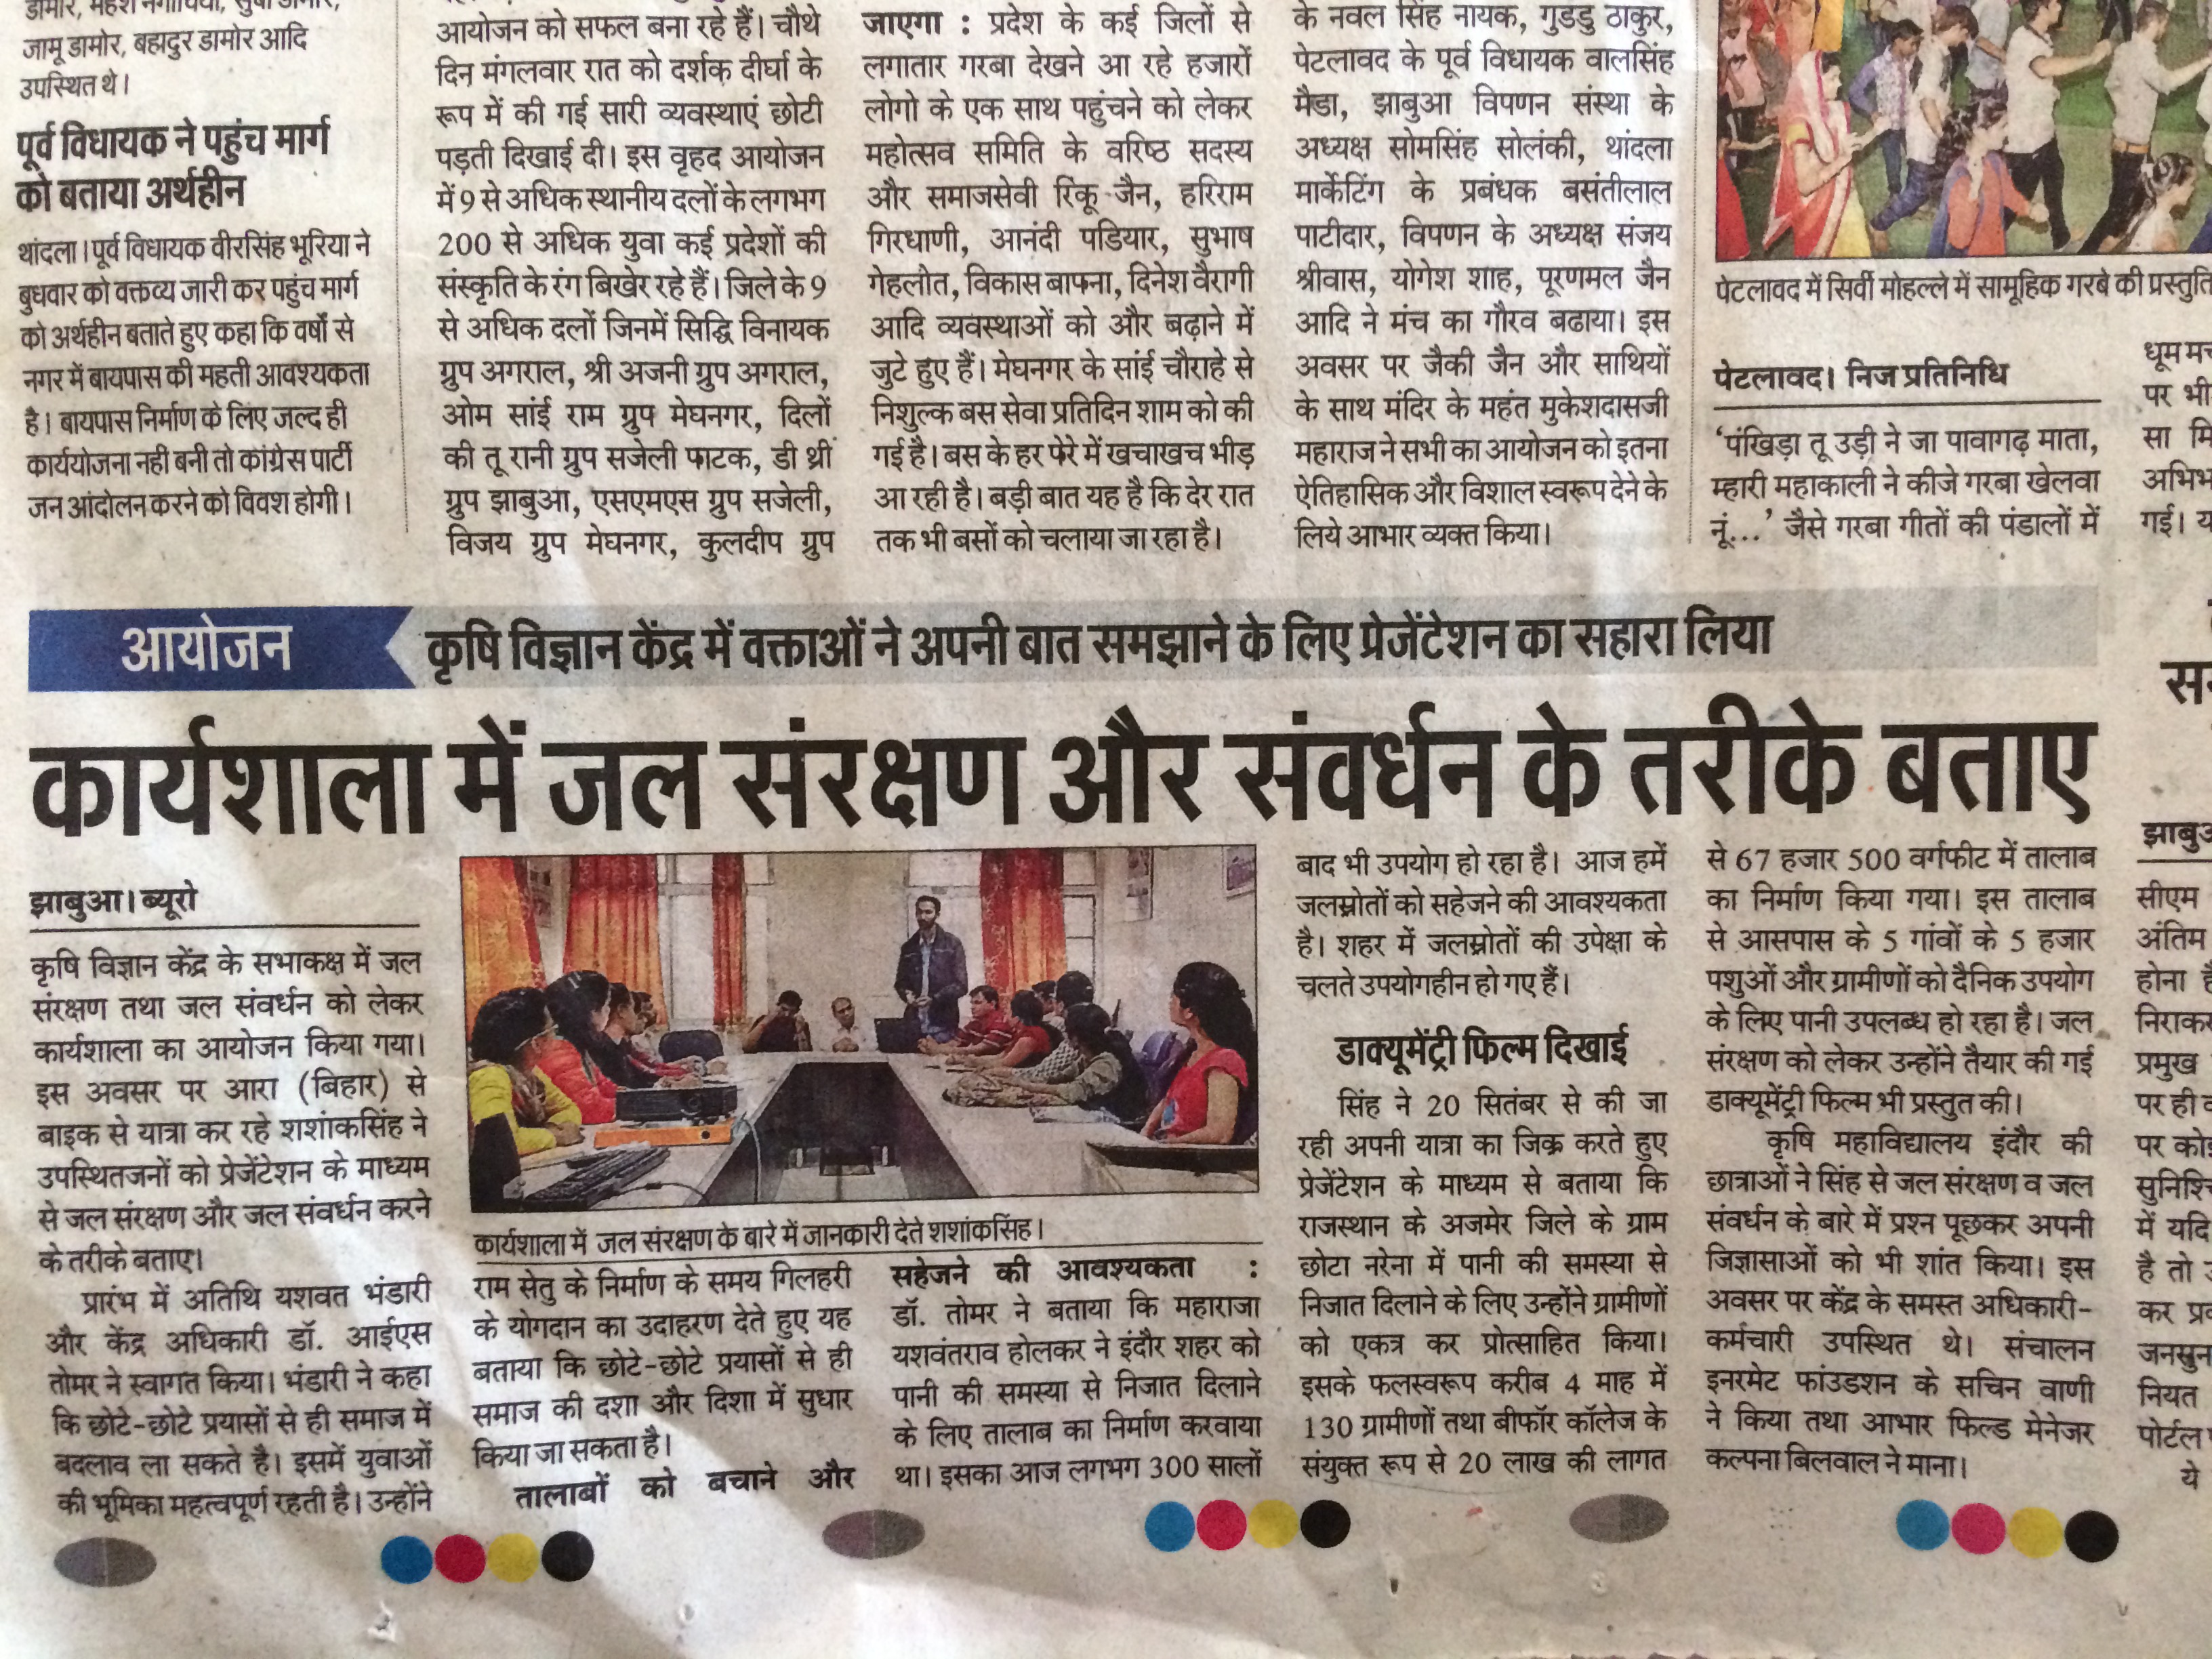 डामोर, बहादुर डामोर आदि
उपस्थित थे।
पूर्व विधायक ने पहुंच मार्ग
को बताया अर्थहीन
थांदला। पूर्व विधायक वीरसिंह भूरिया ने
बुधवार को वक्तव्य जारी कर पहुंच मार्ग
को अर्थहीन बताते हुए कहा कि वर्षों से
नगर में बायपास की महती आवश्यकता
है। बायपास निर्माण के लिए जल्द ही
कार्ययोजना नहीं बनी तो कांग्रेस पार्टी
जन आंदोलन करने को विवश होगी।
आयोजन को सफल बना रहे हैं। चौथे
दिन मंगलवार रात को दर्शक दीर्घा के
रूप में की गई सारी व्यवस्थाएं छोटी
पड़ती दिखाई दी। इस वृहद आयोजन
में 9 से अधिक स्थानीय दलों के लगभग
200 से अधिक युवा कई प्रदेशों की
संस्कृति के रंग बिखेर रहे हैं। जिले के 9
से अधिक दलों जिनमें सिद्धि विनायक
ग्रुप अगराल, श्री अंजनी ग्रुप अगराल,
ओम सांई राम ग्रुप मेघनगर, दिलों
की तू रानी ग्रुप सजेली फाटक, डी श्री
ग्रुप झाबुआ, एसएमएस ग्रुप सजेली,
विजय ग्रुप मेघनगर, कुलदीप ग्रुप
जाएगा : प्रदेश के कई जिलों से
लगातार गरबा देखने आ रहे हजारों
लोगों के एक साथ पहुंचने को लेकर
महोत्सव समिति के वरिष्ठ सदस्य
और समाजसेवी रिंकू जैन, हरिराम
गिरधाणी, आनंदी पड़ियार, सुभाष
गेहलोत, विकास बाफना, दिनेश बैरागी
आदि व्यवस्थाओं को और बढ़ाने में
जुटे हुए हैं। मेघनगर के सांई चौराहे से
निशुल्क बस सेवा प्रतिदिन शाम को की
गई है। बस के हर फेरे में खचाखच भीड़
आ रही है। बड़ी बात यह है कि देर रात
तक भी बसों को चलाया जा रहा है।
के नवल सिंह नायक, गुड्डु ठाकुर,
पेटलावद के पूर्व विधायक वालसिंह
मैड़ा, झाबुआ विपणन संस्था के
अध्यक्ष सोमसिंह सोलंकी, थांदला
मार्केटिंग के प्रबंधक बसंतीलाल
पाटीदार, विपणन के अध्यक्ष संजय
श्रीवास, योगेश शाह, पूरणमल जैन
आदि ने मंच का गौरव बढ़ाया। इस
अवसर पर जैकी जैन और साथियों
के साथ मंदिर के महंत मुकेशदासजी
महाराज ने सभी का आयोजन को इतना
ऐतिहासिक और विशाल स्वरूप देने के
लिये आभार व्यक्त किया।
पेटलावद में सिर्वी मोहल्ले में सामूहिक गरबे की प्रस्तुति
पेटलावद। निज प्रतिनिधि
'पंखिड़ा तू उड़ी ने जा पावागढ़ माता,
म्हारी महाकाली ने कीजे गरबा खेलवा
नूं...' जैसे गरबा गीतों की पंडालों में
आयोजन
कृषि विज्ञान केंद्र में वक्ताओं ने अपनी बात समझाने के लिए प्रेजेंटेशन का सहारा लिया
कार्यशाला में जल संरक्षण और संवर्धन के तरीके बताए
झाबुआ। ब्यूरो
कृषि विज्ञान केंद्र के सभाकक्ष में जल
संरक्षण तथा जल संवर्धन को लेकर
कार्यशाला का आयोजन किया गया।
इस अवसर पर आरा (बिहार) से
बाइक से यात्रा कर रहे शशांकसिंह ने
उपस्थितजनों को प्रेजेंटेशन के माध्यम
से जल संरक्षण और जल संवर्धन करने
के तरीके बताए।
प्रारंभ में अतिथि यशवंत भंडारी
और केंद्र अधिकारी डॉ. आईएस
तोमर ने स्वागत किया। भंडारी ने कहा
कि छोटे-छोटे प्रयासों से ही समाज में
बदलाव ला सकते है। इसमें युवाओं
की भूमिका महत्वपूर्ण रहती है। उन्होंने
कार्यशाला में जल संरक्षण के बारे में जानकारी देते शशांकसिंह।
राम सेतु के निर्माण के समय गिलहरी
के योगदान का उदाहरण देते हुए यह
बताया कि छोटे-छोटे प्रयासों से ही
समाज की दशा और दिशा में सुधार
किया जा सकता है।
तालाबों को बचाने और
सहेजने की आवश्यकता :
डॉ. तोमर ने बताया कि महाराजा
यशवंतराव होलकर ने इंदौर शहर को
पानी की समस्या से निजात दिलाने
के लिए तालाब का निर्माण करवाया
था। इसका आज लगभग 300 सालों
बाद भी उपयोग हो रहा है। आज हमें
जलस्रोतों को सहेजने की आवश्यकता
है। शहर में जलस्रोतों की उपेक्षा के
चलते उपयोगहीन हो गए हैं।
डाक्यूमेंट्री फिल्म दिखाई
सिंह ने 20 सितंबर से की जा
रही अपनी यात्रा का जिक्र करते हुए
प्रेजेंटेशन के माध्यम से बताया कि
राजस्थान के अजमेर जिले के ग्राम
छोटा नरेना में पानी की समस्या से
निजात दिलाने के लिए उन्होंने ग्रामीणों
को एकत्र कर प्रोत्साहित किया।
इसके फलस्वरूप करीब 4 माह में
130 ग्रामीणों तथा वीफॉर कॉलेज के
संयुक्त रूप से 20 लाख की लागत
से 67 हजार 500 वर्गफीट में तालाब
का निर्माण किया गया। इस तालाब
से आसपास के 5 गांवों के 5 हजार
पशुओं और ग्रामीणों को दैनिक उपयोग
के लिए पानी उपलब्ध हो रहा है। जल
संरक्षण को लेकर उन्होंने तैयार की गई
डाक्यूमेंट्री फिल्म भी प्रस्तुत की।
कृषि महाविद्यालय इंदौर की
छात्राओं ने सिंह से जल संरक्षण व जल
संवर्धन के बारे में प्रश्न पूछकर अपनी
जिज्ञासाओं को भी शांत किया। इस
अवसर पर केंद्र के समस्त अधिकारी-
कर्मचारी उपस्थित थे। संचालन
इनरमेट फांउडेशन के सचिन वाणी
ने किया तथा आभार फिल्ड मैनेजर
कल्पना बिलवाल ने माना।
सीएम
अंतिम
होना
प्रमुख
पर ही
पर को
में यदि
है तो
नियत